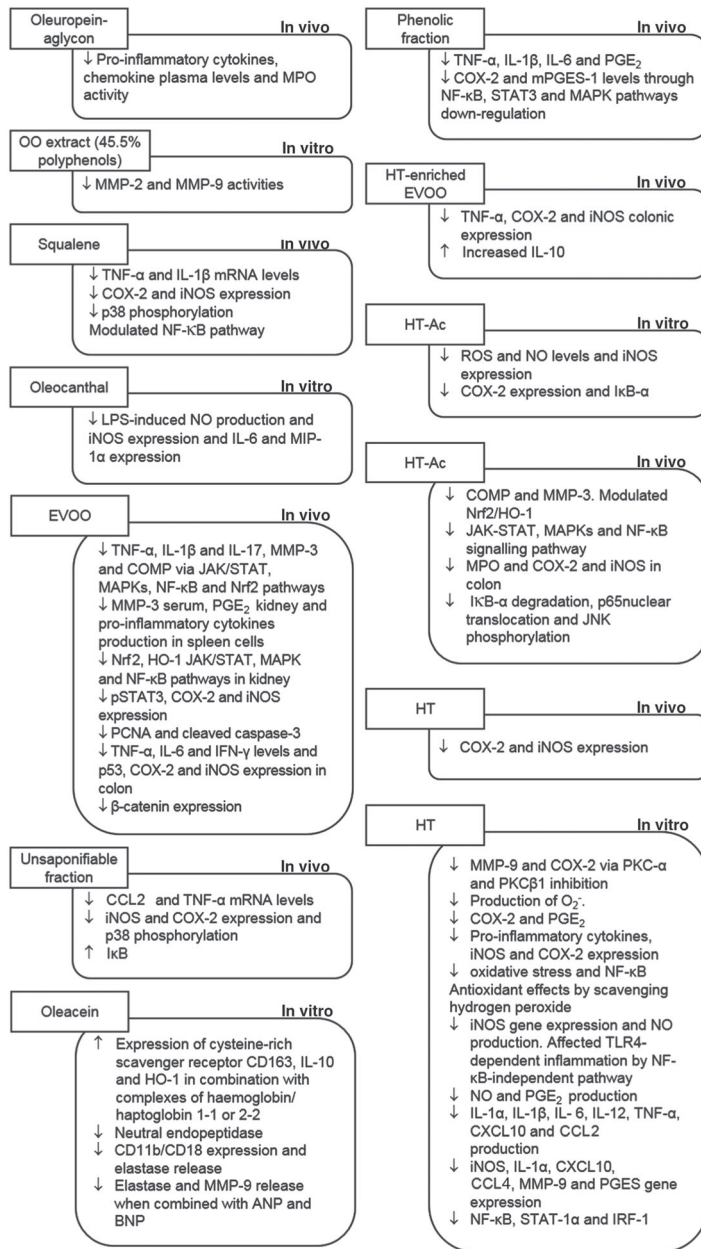 Oleuropein-
aglycon
In vivo
↓ Pro-inflammatory cytokines,
chemokine plasma levels and MPO
activity
OO extract (45.5%
polyphenols)
In vitro
↓ MMP-2 and MMP-9 activities
Squalene
In vivo
↓ TNF-α and IL-1β mRNA levels
↓ COX-2 and iNOS expression
↓ p38 phosphorylation
Modulated NF-κB pathway
Oleocanthal
In vitro
↓ LPS-induced NO production and
iNOS expression and IL-6 and MIP-
1α expression
EVOO
In vivo
↓ TNF-α, IL-1β and IL-17, MMP-3
and COMP via JAK/STAT,
MAPKs, NF-κB and Nrf2 pathways
↓ MMP-3 serum, PGE₂ kidney and
pro-inflammatory cytokines
production in spleen cells
↓ Nrf2, HO-1 JAK/STAT, MAPK
and NF-κB pathways in kidney
↓ pSTAT3, COX-2 and iNOS
expression
↓ PCNA and cleaved caspase-3
↓ TNF-α, IL-6 and IFN-γ levels and
p53, COX-2 and iNOS expression in
colon
↓ β-catenin expression
Unsaponifiable
fraction
In vivo
↓ CCL2 and TNF-α mRNA levels
↓ iNOS and COX-2 expression and
p38 phosphorylation
↑ IκB
Oleacein
In vitro
↑ Expression of cysteine-rich
scavenger receptor CD163, IL-10
and HO-1 in combination with
complexes of haemoglobin/
haptoglobin 1-1 or 2-2
↓ Neutral endopeptidase
↓ CD11b/CD18 expression and
elastase release
↓ Elastase and MMP-9 release
when combined with ANP and
BNP
Phenolic
fraction
In vivo
↓ TNF-α, IL-1β, IL-6 and PGE₂
↓ COX-2 and mPGES-1 levels through
NF-κB, STAT3 and MAPK pathways
down-regulation
HT-enriched
EVOO
In vivo
↓ TNF-α, COX-2 and iNOS colonic
expression
↑ Increased IL-10
HT-Ac
In vitro
↓ ROS and NO levels and iNOS
expression
↓ COX-2 expression and IκB-α
HT-Ac
In vivo
↓ COMP and MMP-3. Modulated
Nrf2/HO-1
↓ JAK-STAT, MAPKs and NF-κB
signalling pathway
↓ MPO and COX-2 and iNOS in
colon
↓ IκB-α degradation, p65nuclear
translocation and JNK
phosphorylation
HT
In vivo
↓ COX-2 and iNOS expression
HT
In vitro
↓ MMP-9 and COX-2 via PKC-α
and PKCβ1 inhibition
↓ Production of O₂⁻.
↓ COX-2 and PGE₂
↓ Pro-inflammatory cytokines,
iNOS and COX-2 expression
↓ oxidative stress and NF-κB
Antioxidant effects by scavenging
hydrogen peroxide
↓ iNOS gene expression and NO
production. Affected TLR4-
dependent inflammation by NF-
κB-independent pathway
↓ NO and PGE₂ production
↓ IL-1α, IL-1β, IL- 6, IL-12, TNF-α,
CXCL10 and CCL2
production
↓ iNOS, IL-1α, CXCL10,
CCL4, MMP-9 and PGES gene
expression
↓ NF-κB, STAT-1α and IRF-1